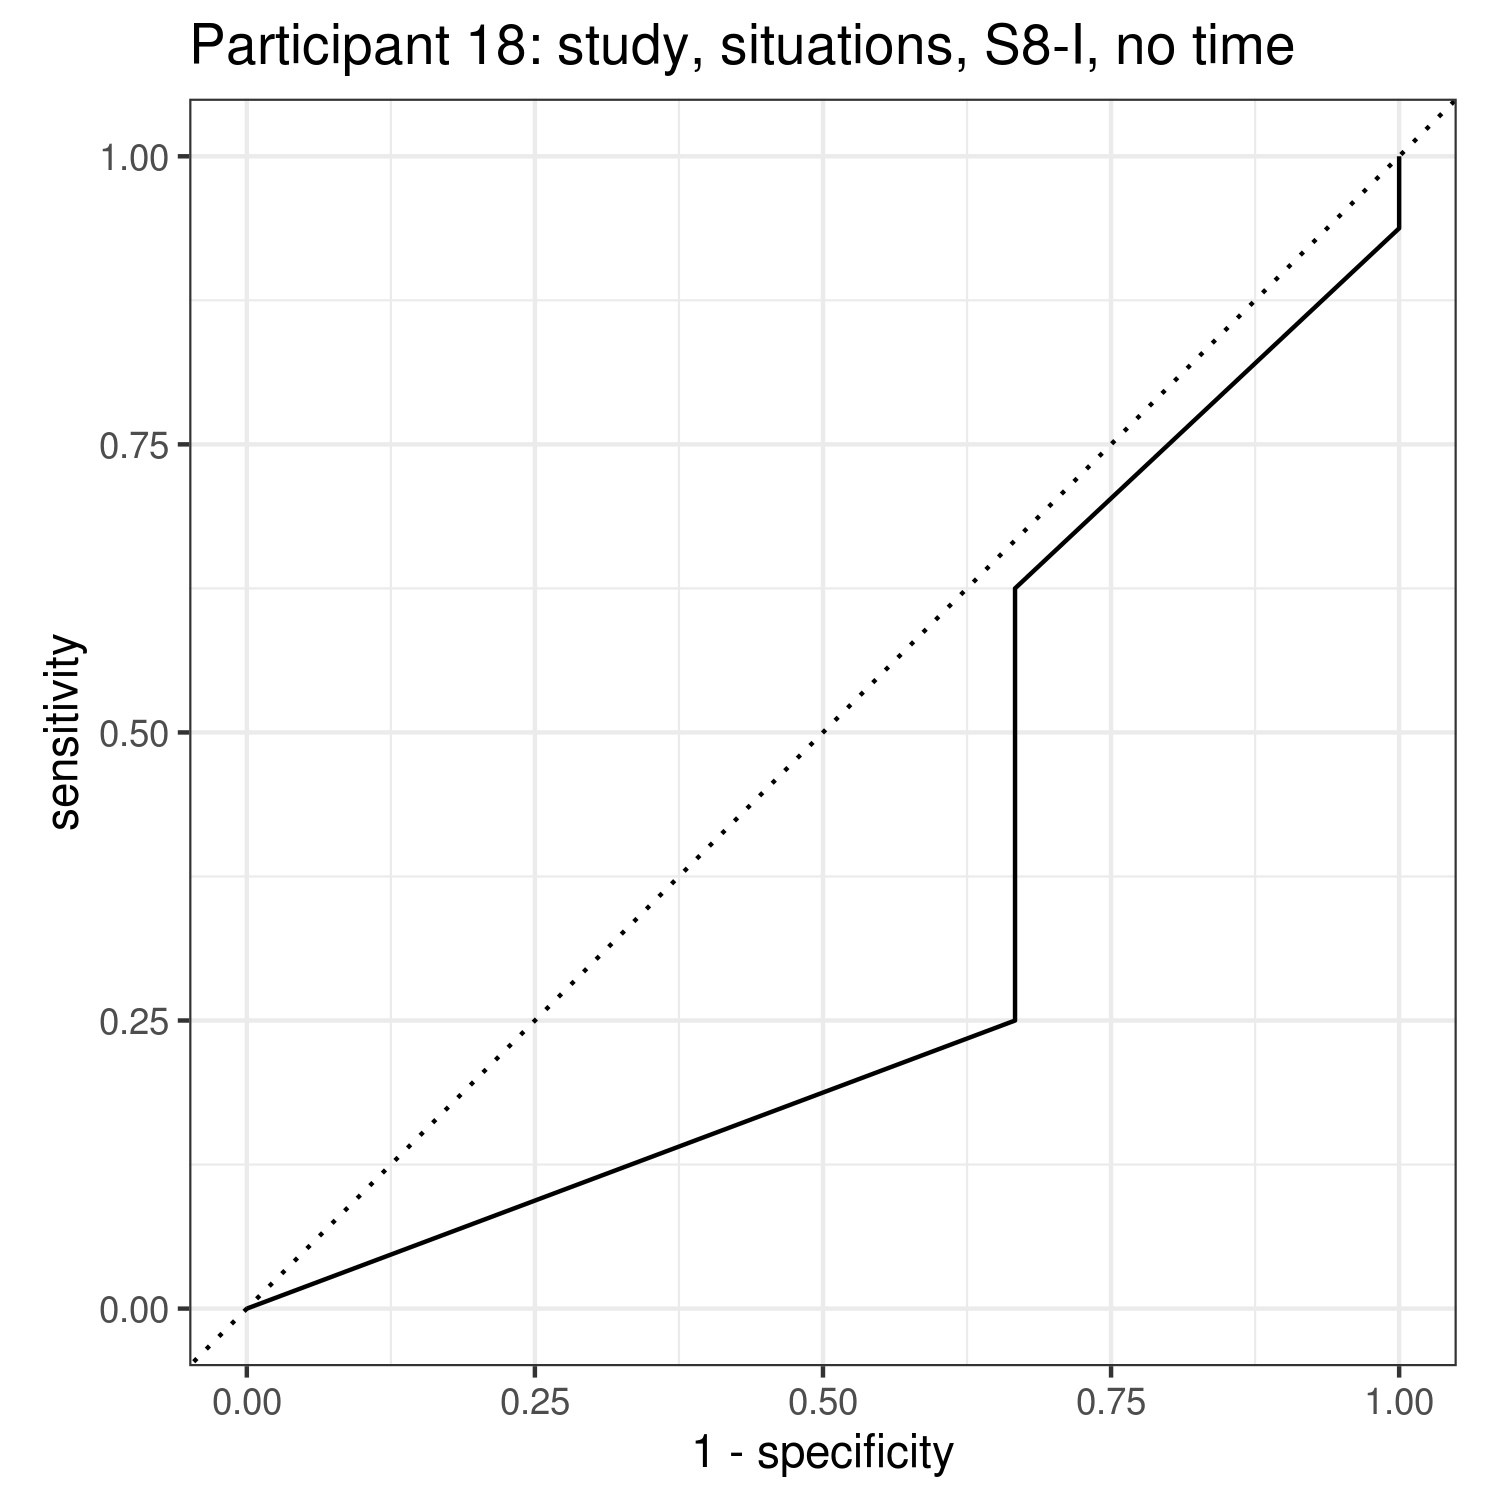 Participant 18: study, situations, S8-I, no time
1.00
0.75
0.50
0.25
0.00
sensitivity
0.00 0.25 0.50 0.75 1.00
1 - specificity